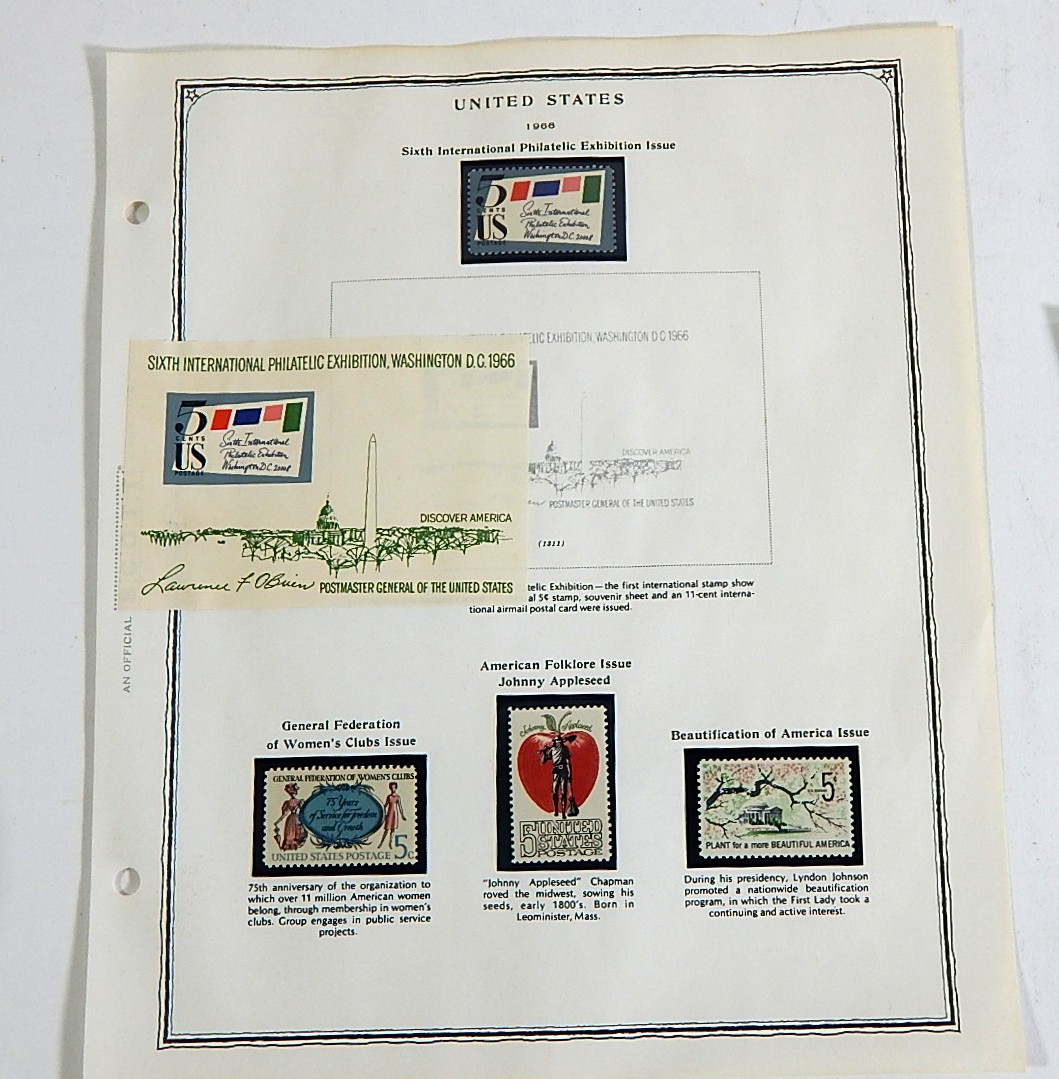 UNITED STATES
1966
Sixth International Philatelic Exhibition Issue
5
CENTS
US
POSTAGE
Sixth International
Philatelic Exhibition
Washington D.C. 2008
ELIC EXHIBITION, WASHINGTON D.C. 1966
DISCOVER AMERICA
POSTMASTER GENERAL OF THE UNITED STATES
(1311)
SIXTH INTERNATIONAL PHILATELIC EXHIBITION, WASHINGTON D.C. 1966
5
CENTS
US
POSTAGE
Sixth International
Philatelic Exhibition
Washington D.C. 2008
DISCOVER AMERICA
Lawrence F O'Brien POSTMASTER GENERAL OF THE UNITED STATES
telic Exhibition—the first international stamp show
al 5¢ stamp, souvenir sheet and an 11-cent interna-
tional airmail postal card were issued.
AN OFFICIAL
General Federation
of Women's Clubs Issue
GENERAL FEDERATION OF WOMEN'S CLUBS
75 Years
of Service for Freedom
and Growth
UNITED STATES POSTAGE 5c
75th anniversary of the organization to
which over 11 million American women
belong, through membership in women's
clubs. Group engages in public service
projects.
American Folklore Issue
Johnny Appleseed
Johnny Appleseed
5 UNITED
STATES
POSTAGE
"Johnny Appleseed" Chapman
roved the midwest, sowing his
seeds, early 1800's. Born in
Leominister, Mass.
Beautification of America Issue
5
PLANT for a more BEAUTIFUL AMERICA
During his presidency, Lyndon Johnson
promoted a nationwide beautification
program, in which the First Lady took a
continuing and active interest.